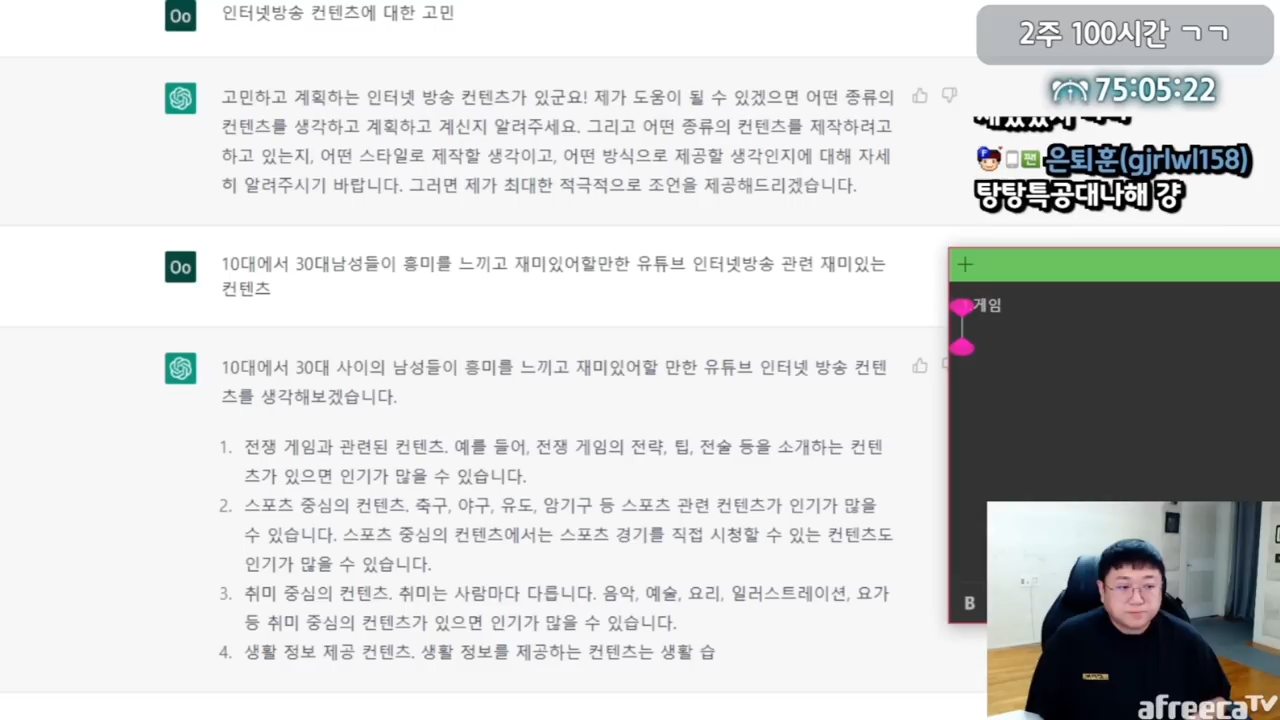 Oo
인터넷방송 컨텐츠에 대한 고민
고민하고 계획하는 인터넷 방송 컨텐츠가 있군요! 제가 도움이 될 수 있겠으면 어떤 종류의
컨텐츠를 생각하고 계획하고 계신지 알려주세요. 그리고 어떤 종류의 컨텐츠를 제작하려고
하고 있는지, 어떤 스타일로 제작할 생각이고, 어떤 방식으로 제공할 생각인지에 대해 자세
히 알려주시기 바랍니다. 그러면 제가 최대한 적극적으로 조언을 제공해드리겠습니다.
Oo
10대에서 30대남성들이 흥미를 느끼고 재미있어할만한 유튜브 인터넷방송 관련 재미있는
컨텐츠
10대에서 30대 사이의 남성들이 흥미를 느끼고 재미있어할 만한 유튜브 인터넷 방송 컨텐
츠를 생각해보겠습니다.
1. 전쟁 게임과 관련된 컨텐츠. 예를 들어, 전쟁 게임의 전략, 팁, 전술 등을 소개하는 컨텐
츠가 있으면 인기가 많을 수 있습니다.
2. 스포츠 중심의 컨텐츠. 축구, 야구, 유도, 암기구 등 스포츠 관련 컨텐츠가 인기가 많을
수 있습니다. 스포츠 중심의 컨텐츠에서는 스포츠 경기를 직접 시청할 수 있는 컨텐츠도
인기가 많을 수 있습니다.
3. 취미 중심의 컨텐츠. 취미는 사람마다 다릅니다. 음악, 예술, 요리, 일러스트레이션, 요가
등 취미 중심의 컨텐츠가 있으면 인기가 많을 수 있습니다.
4. 생활 정보 제공 컨텐츠. 생활 정보를 제공하는 컨텐츠는 생활 습
2주 100시간 ㄱㄱ
75:05:22
F 팬 은퇴훈(gjrlwl158)
탕탕특공대나해 걍
게임
B
afreecaTV